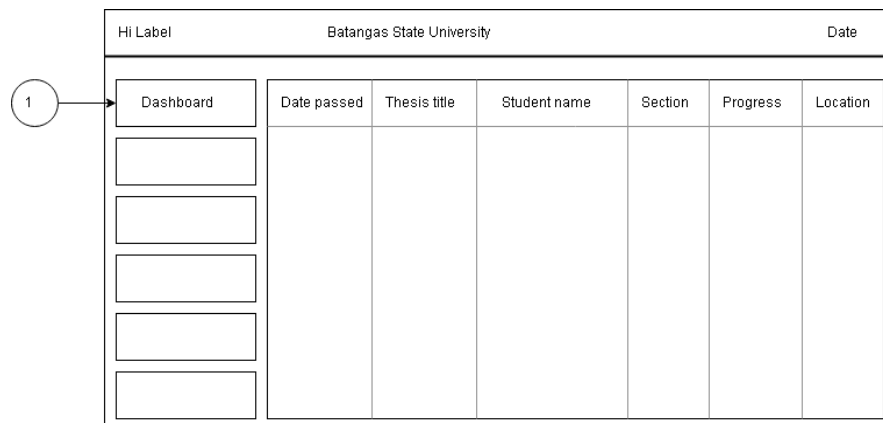 Hi Label Batangas State University Date
1 Dashboard Date passed Thesis title Student name Section Progress Location